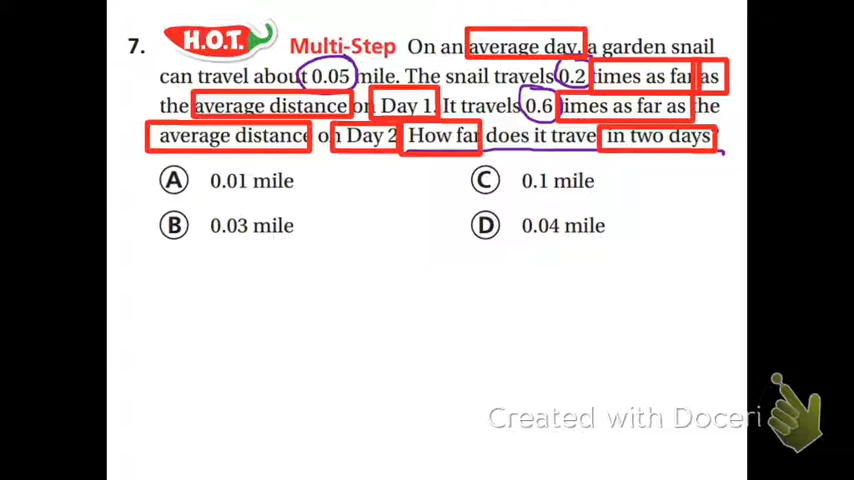 7. H.O.T. Multi-Step On an average day, a garden snail
can travel about 0.05 mile. The snail travels 0.2 times as far as
the average distance on Day 1. It travels 0.6 times as far as the
average distance on Day 2. How far does it travel in two days?
A 0.01 mile C 0.1 mile
B 0.03 mile D 0.04 mile
Created with Doceri